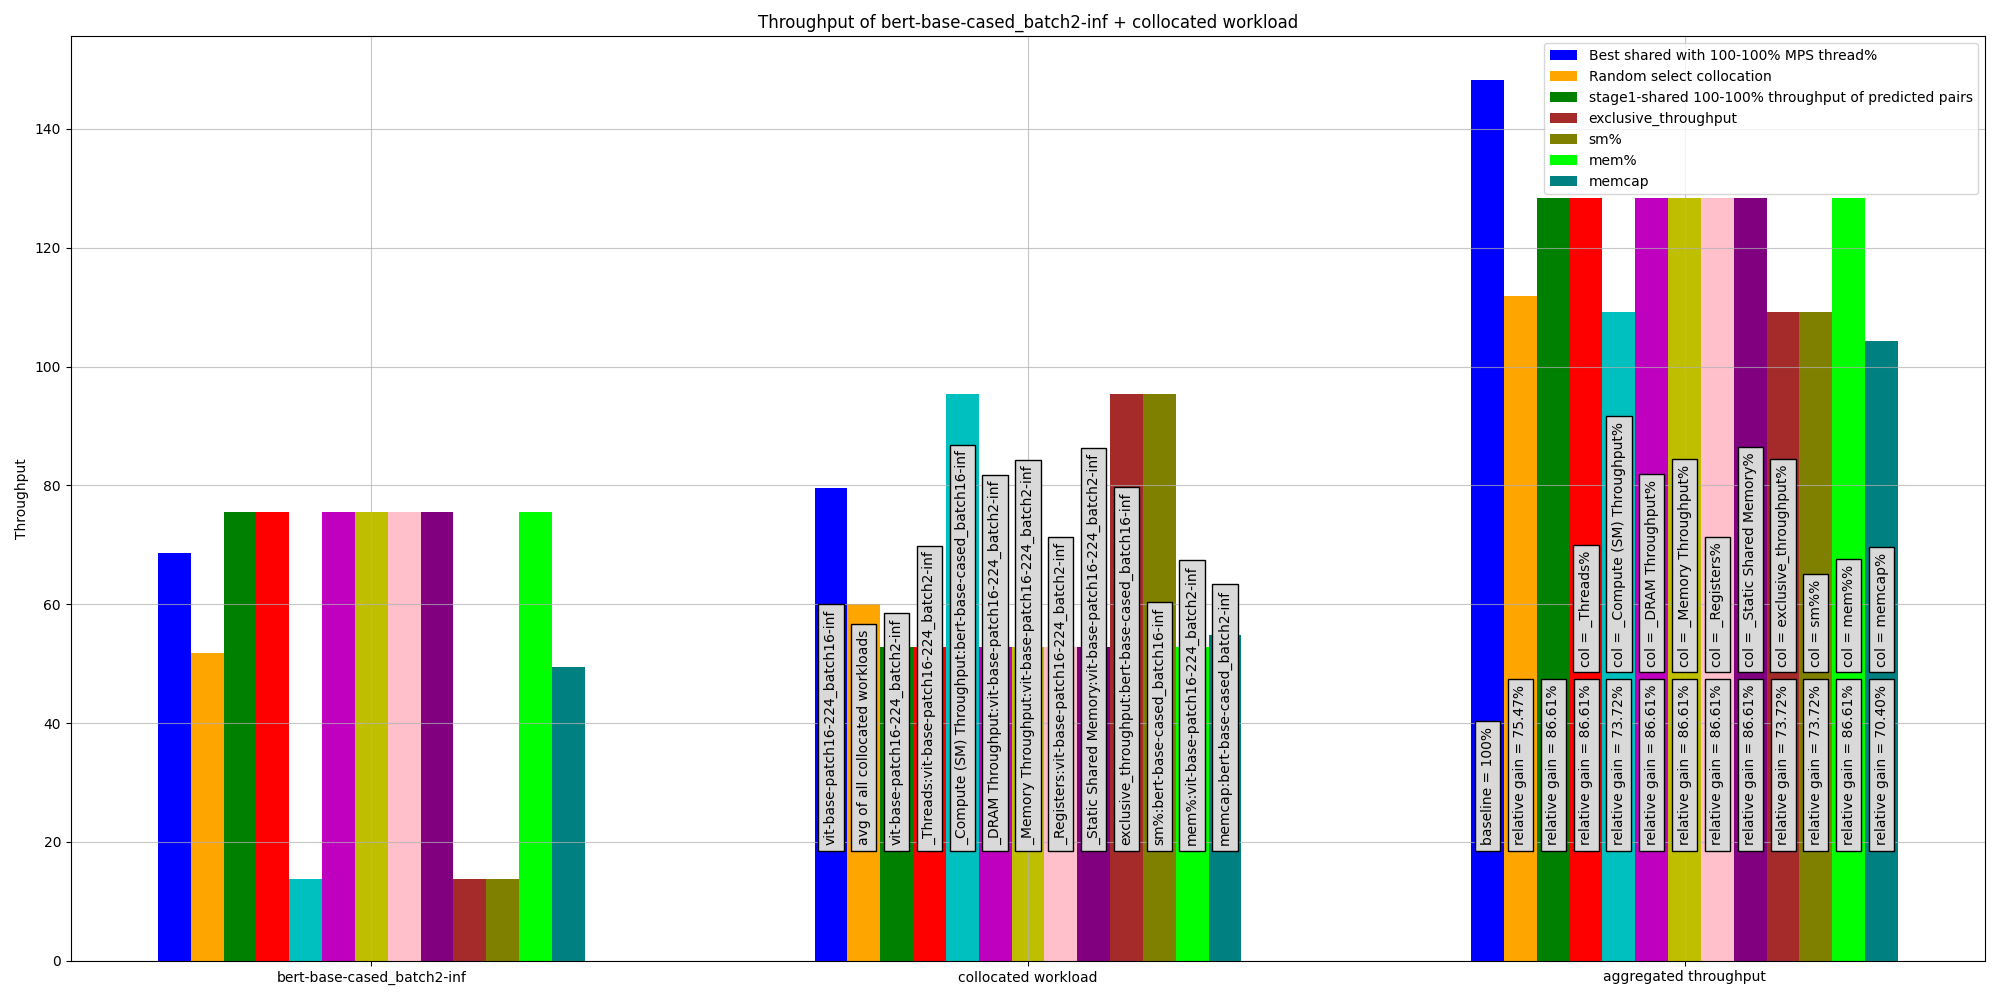 Throughput of bert-base-cased_batch2-inf + collocated workload
Best shared with 100-100% MPS thread%
Random select collocation
stage1-shared 100-100% throughput of predicted pairs
exclusive_throughput
sm%
mem%
memcap
Throughput
140
120
100
80
60
40
20
0
vit-base-patch16-224_batch16-inf
avg of all collocated workloads
vit-base-patch16-224_batch2-inf
_Threads:vit-base-patch16-224_batch2-inf
_Compute (SM) Throughput:bert-base-cased_batch16-inf
_DRAM Throughput:vit-base-patch16-224_batch2-inf
_Memory Throughput:vit-base-patch16-224_batch2-inf
_Registers:vit-base-patch16-224_batch2-inf
_Static Shared Memory:vit-base-patch16-224_batch2-inf
exclusive_throughput:bert-base-cased_batch16-inf
sm%:bert-base-cased_batch16-inf
mem%:vit-base-patch16-224_batch2-inf
memcap:bert-base-cased_batch2-inf
col = _Threads%
col = _Compute (SM) Throughput%
col = _DRAM Throughput%
col = _Memory Throughput%
col = _Registers%
col = _Static Shared Memory%
col = exclusive_throughput%
col = sm%%
col = mem%%
col = memcap%
baseline = 100%
relative gain = 75.47%
relative gain = 86.61%
relative gain = 86.61%
relative gain = 73.72%
relative gain = 86.61%
relative gain = 86.61%
relative gain = 86.61%
relative gain = 86.61%
relative gain = 73.72%
relative gain = 73.72%
relative gain = 86.61%
relative gain = 70.40%
bert-base-cased_batch2-inf
collocated workload
aggregated throughput